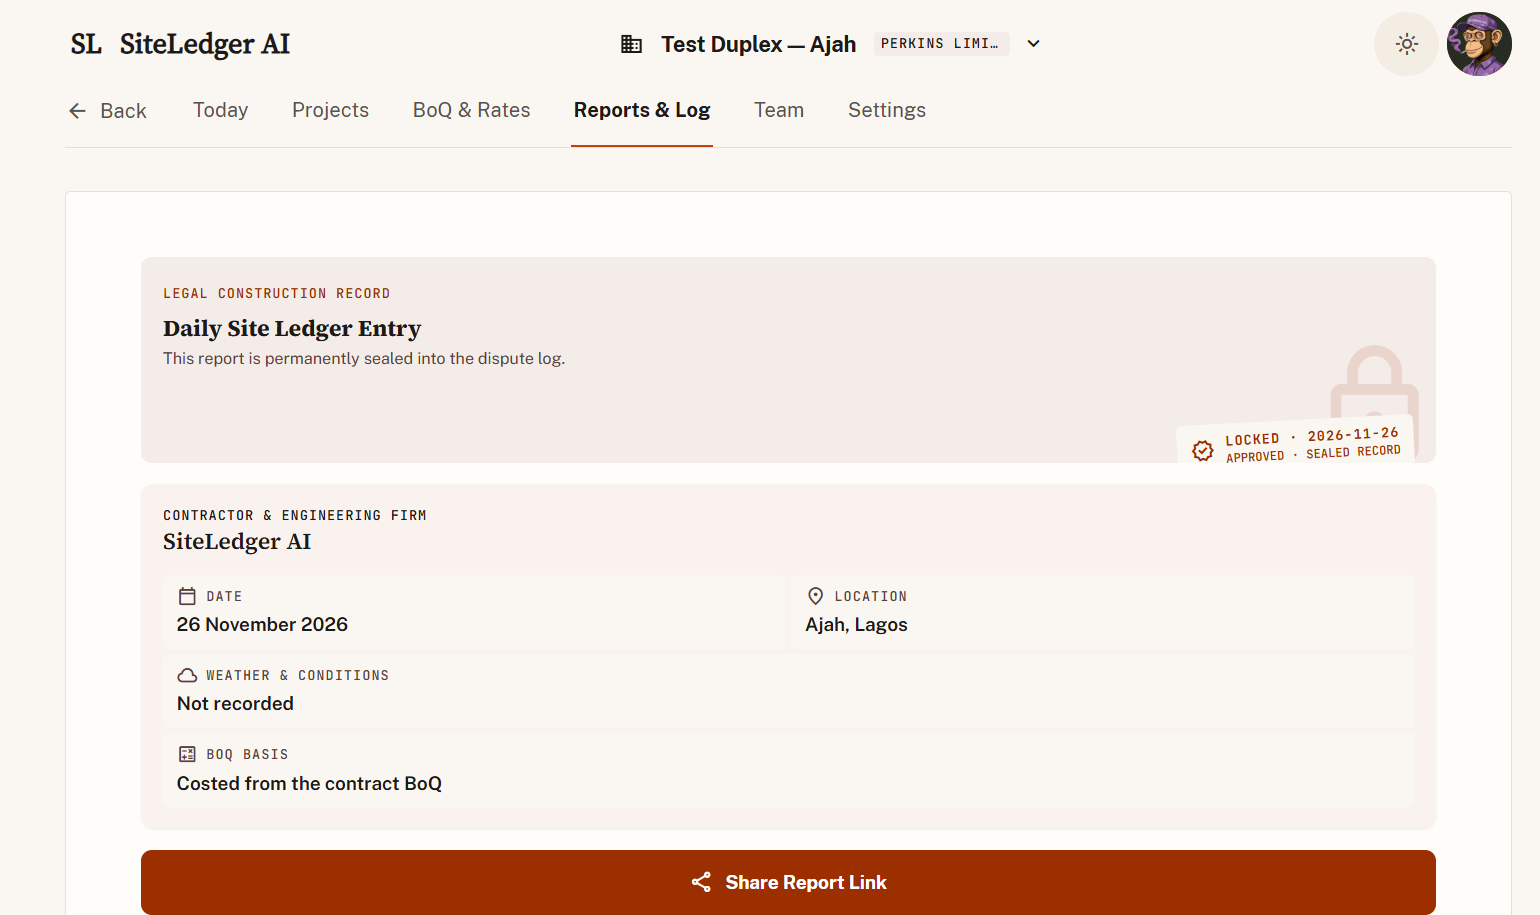 SL SiteLedger AI
Test Duplex — Ajah PERKINS LIMI…
Back Today Projects BoQ & Rates Reports & Log Team Settings
LEGAL CONSTRUCTION RECORD
Daily Site Ledger Entry
This report is permanently sealed into the dispute log.
LOCKED · 2026-11-26
APPROVED · SEALED RECORD
CONTRACTOR & ENGINEERING FIRM
SiteLedger AI
DATE
26 November 2026
LOCATION
Ajah, Lagos
WEATHER & CONDITIONS
Not recorded
BOQ BASIS
Costed from the contract BoQ
Share Report Link